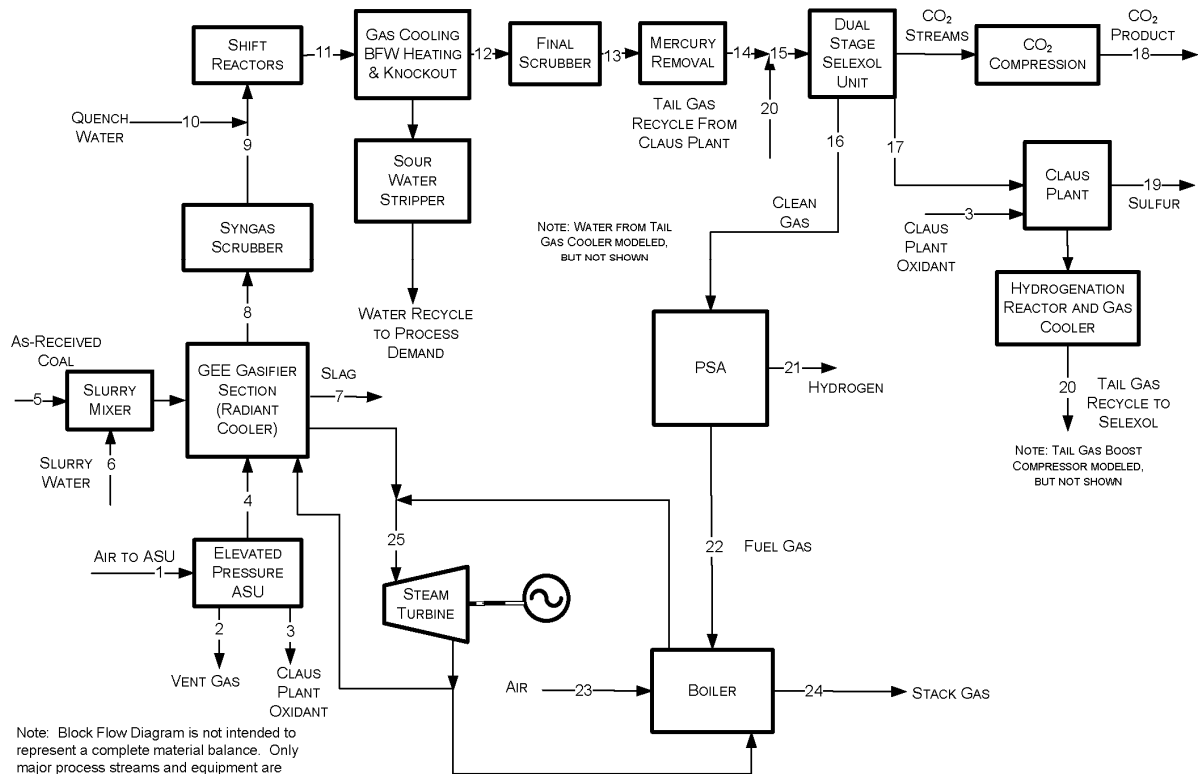 SHIFT
REACTORS
11
GAS COOLING
BFW HEATING
& KNOCKOUT
12
FINAL
SCRUBBER
13
MERCURY
REMOVAL
14
15
DUAL
STAGE
SELEXOL
UNIT
CO2
STREAMS
CO2
COMPRESSION
CO2
PRODUCT
18
QUENCH
WATER
10
9
TAIL GAS
RECYCLE FROM
CLAUS PLANT
20
16
17
SOUR
WATER
STRIPPER
CLAUS
PLANT
19
SULFUR
3
CLAUS
PLANT
OXIDANT
CLEAN
GAS
NOTE: WATER FROM TAIL
GAS COOLER MODELED,
BUT NOT SHOWN
SYNGAS
SCRUBBER
8
WATER RECYCLE
TO PROCESS
DEMAND
HYDROGENATION
REACTOR AND GAS
COOLER
20
TAIL GAS
RECYCLE TO
SELEXOL
NOTE: TAIL GAS BOOST
COMPRESSOR MODELED,
BUT NOT SHOWN
AS-RECEIVED
COAL
5
SLURRY
MIXER
6
SLURRY
WATER
GEE GASIFIER
SECTION
(RADIANT
COOLER)
SLAG
7
PSA
21
HYDROGEN
4
AIR TO ASU
1
ELEVATED
PRESSURE
ASU
2
VENT GAS
3
CLAUS
PLANT
OXIDANT
25
STEAM
TURBINE
22
FUEL GAS
AIR
23
BOILER
24
STACK GAS
Note: Block Flow Diagram is not intended to
represent a complete material balance. Only
major process streams and equipment are